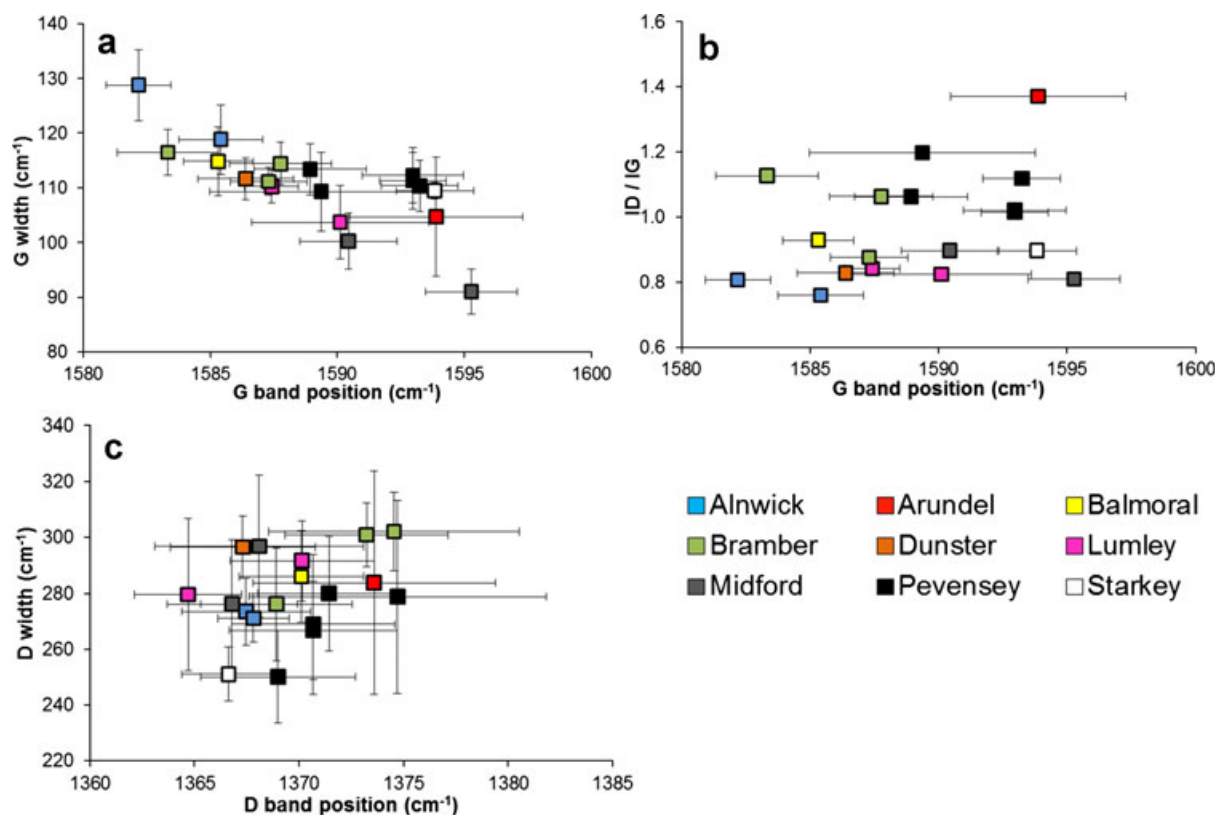 a
G width (cm-1)
140
130
120
110
100
90
80
1580 1585 1590 1595 1600
G band position (cm-1)
b
ID / IG
1.6
1.4
1.2
1.0
0.8
0.6
1580 1585 1590 1595 1600
G band position (cm-1)
c
D width (cm-1)
340
320
300
280
260
240
220
1360 1365 1370 1375 1380 1385
D band position (cm-1)
Alnwick Arundel Balmoral
Bramber Dunster Lumley
Midford Pevensey Starkey